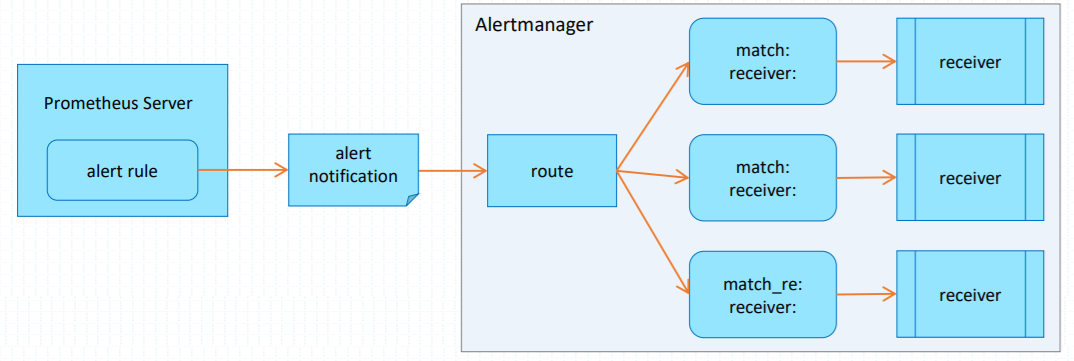 Prometheus Server
alert rule
alert
notification
Alertmanager
route
match:
receiver:
receiver
match:
receiver:
receiver
match_re:
receiver:
receiver